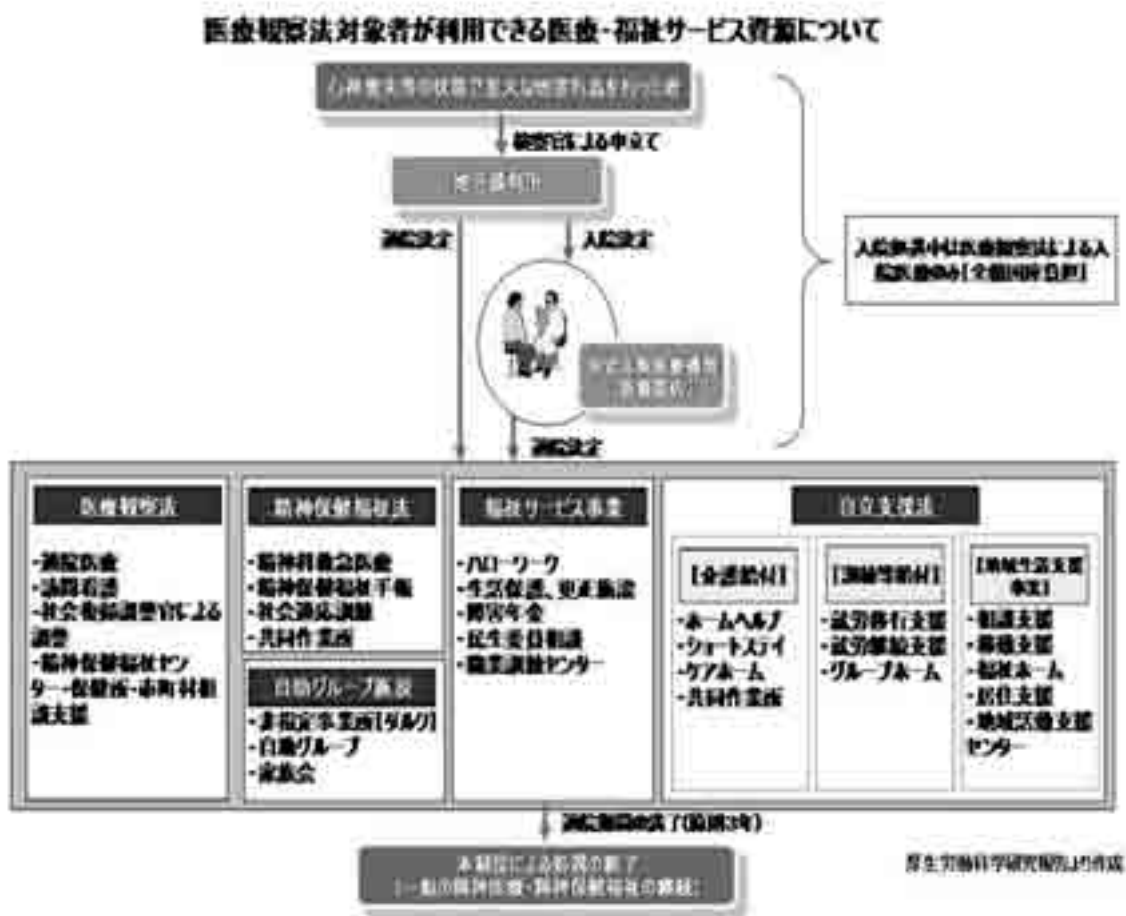 医療観察法対象者が利用できる医療・福祉サービス資源について
心神喪失等の状態で重大な他害行為を行った者
検察官による申立て
地方裁判所
通院決定
入院決定
入院処遇中は医療観察法による入
院医療のみ【全額国庫負担】
指定入院医療機関
通院決定
医療観察法
・通院医療
・訪問看護
・社会復帰調整官による
調整
・精神保健福祉セン
ター・保健所・市町村相
談支援
精神保健福祉法
・精神科救急医療
・精神保健福祉手帳
・社会適応訓練
・共同作業所
自助グループ施設
・非指定事業所【ダルク】
・自助グループ
・家族会
福祉サービス事業
・ハローワーク
・生活保護、更正施設
・障害年金
・民生委員相談
・職業訓練センター
自立支援法
【介護給付】
・ホームヘルプ
・ショートステイ
・ケアホーム
・共同作業所
【訓練等給付】
・就労移行支援
・就労継続支援
・グループホーム
【地域生活支援
事業】
・相談支援
・移動支援
・福祉ホーム
・居住支援
・地域活動支援
センター
通院期間の終了(原則3年)
本制度による処遇の終了
(一般の精神医療・精神保健福祉の継続)
厚生労働科学研究報告より作成